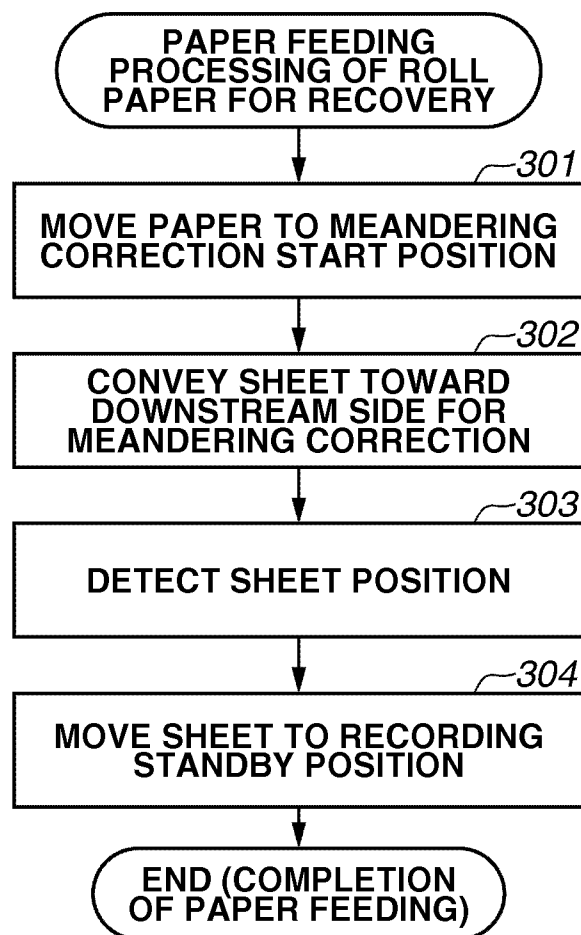 PAPER FEEDING
PROCESSING OF ROLL
PAPER FOR RECOVERY
301
MOVE PAPER TO MEANDERING
CORRECTION START POSITION
302
CONVEY SHEET TOWARD
DOWNSTREAM SIDE FOR
MEANDERING CORRECTION
303
DETECT SHEET POSITION
304
MOVE SHEET TO RECORDING
STANDBY POSITION
END (COMPLETION
OF PAPER FEEDING)